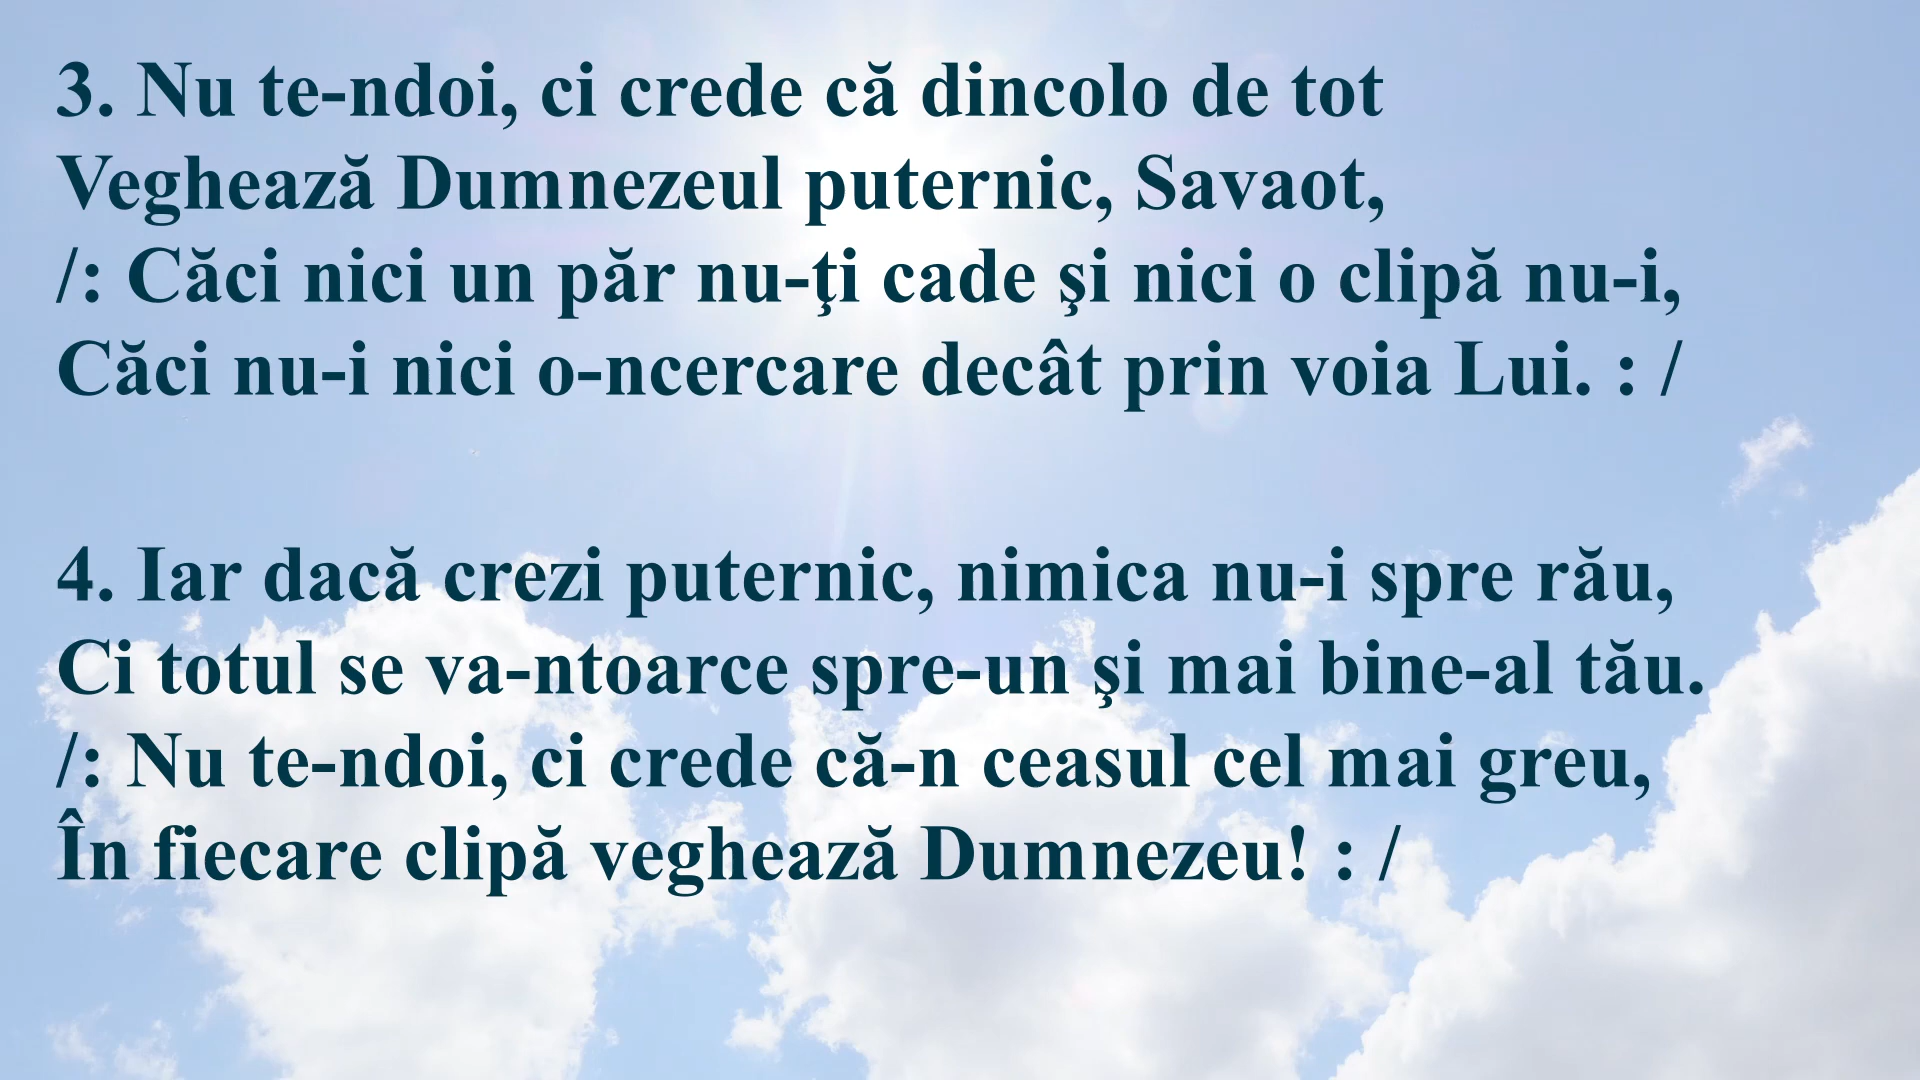 3. Nu te-ndoi, ci crede că dincolo de tot
Veghează Dumnezeul puternic, Savaot,
/: Căci nici un păr nu-ţi cade şi nici o clipă nu-i,
Căci nu-i nici o-ncercare decât prin voia Lui. : /
4. Iar dacă crezi puternic, nimica nu-i spre rău,
Ci totul se va-ntoarce spre-un şi mai bine-al tău.
/: Nu te-ndoi, ci crede că-n ceasul cel mai greu,
În fiecare clipă veghează Dumnezeu! : /